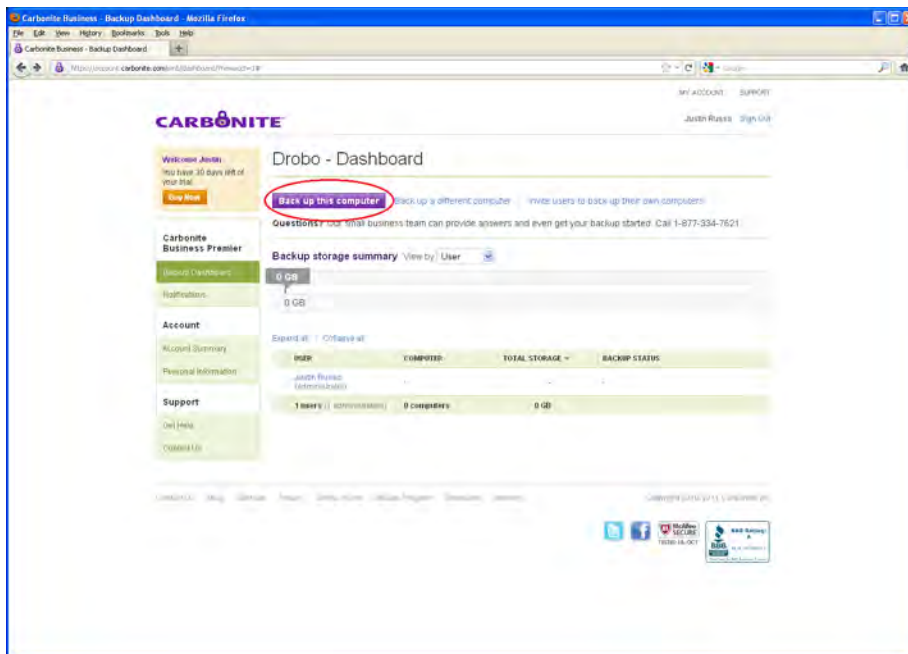 Carbonite Business - Backup Dashboard - Mozilla Firefox
File Edit View History Bookmarks Tools Help
Carbonite Business - Backup Dashboard
carbonite.com
MY ACCOUNT SUPPORT
CARBONITE
Justin Russo Sign Out
Welcome Justin
You have 30 days left of
your trial.
Buy Now
Drobo - Dashboard
Back up this computer
Back up a different computer
Invite users to back up their own computers
Questions? Our small business team can provide answers and even get your backup started. Call 1-877-334-7621
Carbonite
Business Premier
Backup Dashboard
Notifications
Account
Account Summary
Personal Information
Support
Get Help
Contact Us
Backup storage summary View by User
0 GB
0 GB
Expand all Collapse all
USER COMPUTER TOTAL STORAGE BACKUP STATUS
Justin Russo - - -
(administrator)
1 users (1 administrators) 0 computers 0 GB
McAfee
SECURE
BBB